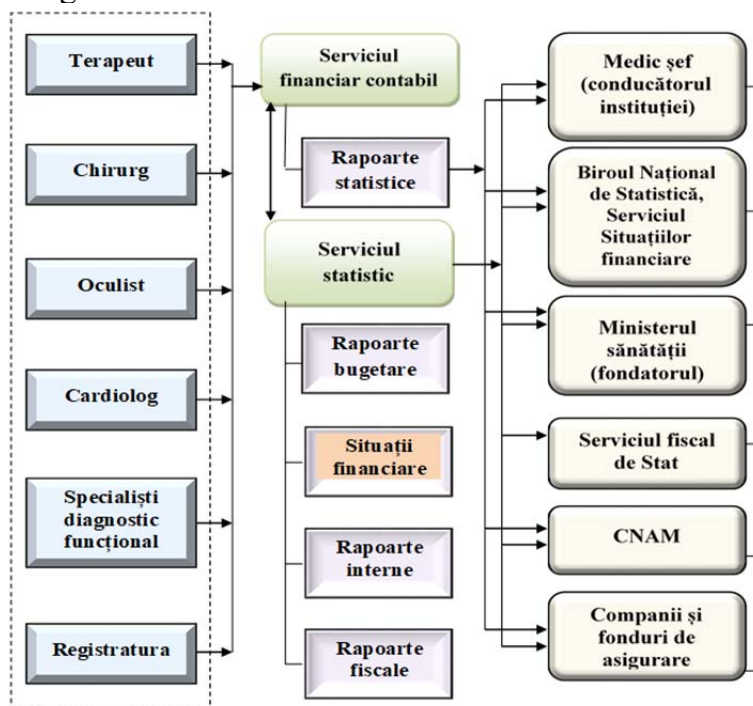 Terapeut
Chirurg
Oculist
Cardiolog
Specialiști
diagnostic
funcțional
Registratura
Serviciul
financiar contabil
Rapoarte
statistice
Serviciul
statistic
Rapoarte
bugetare
Situații
financiare
Rapoarte
interne
Rapoarte
fiscale
Medic șef
(conducătorul
instituției)
Biroul Național
de Statistică,
Serviciul
Situațiilor
financiare
Ministerul
sănătății
(fondatorul)
Serviciul fiscal
de Stat
CNAM
Companii și
fonduri de
asigurare